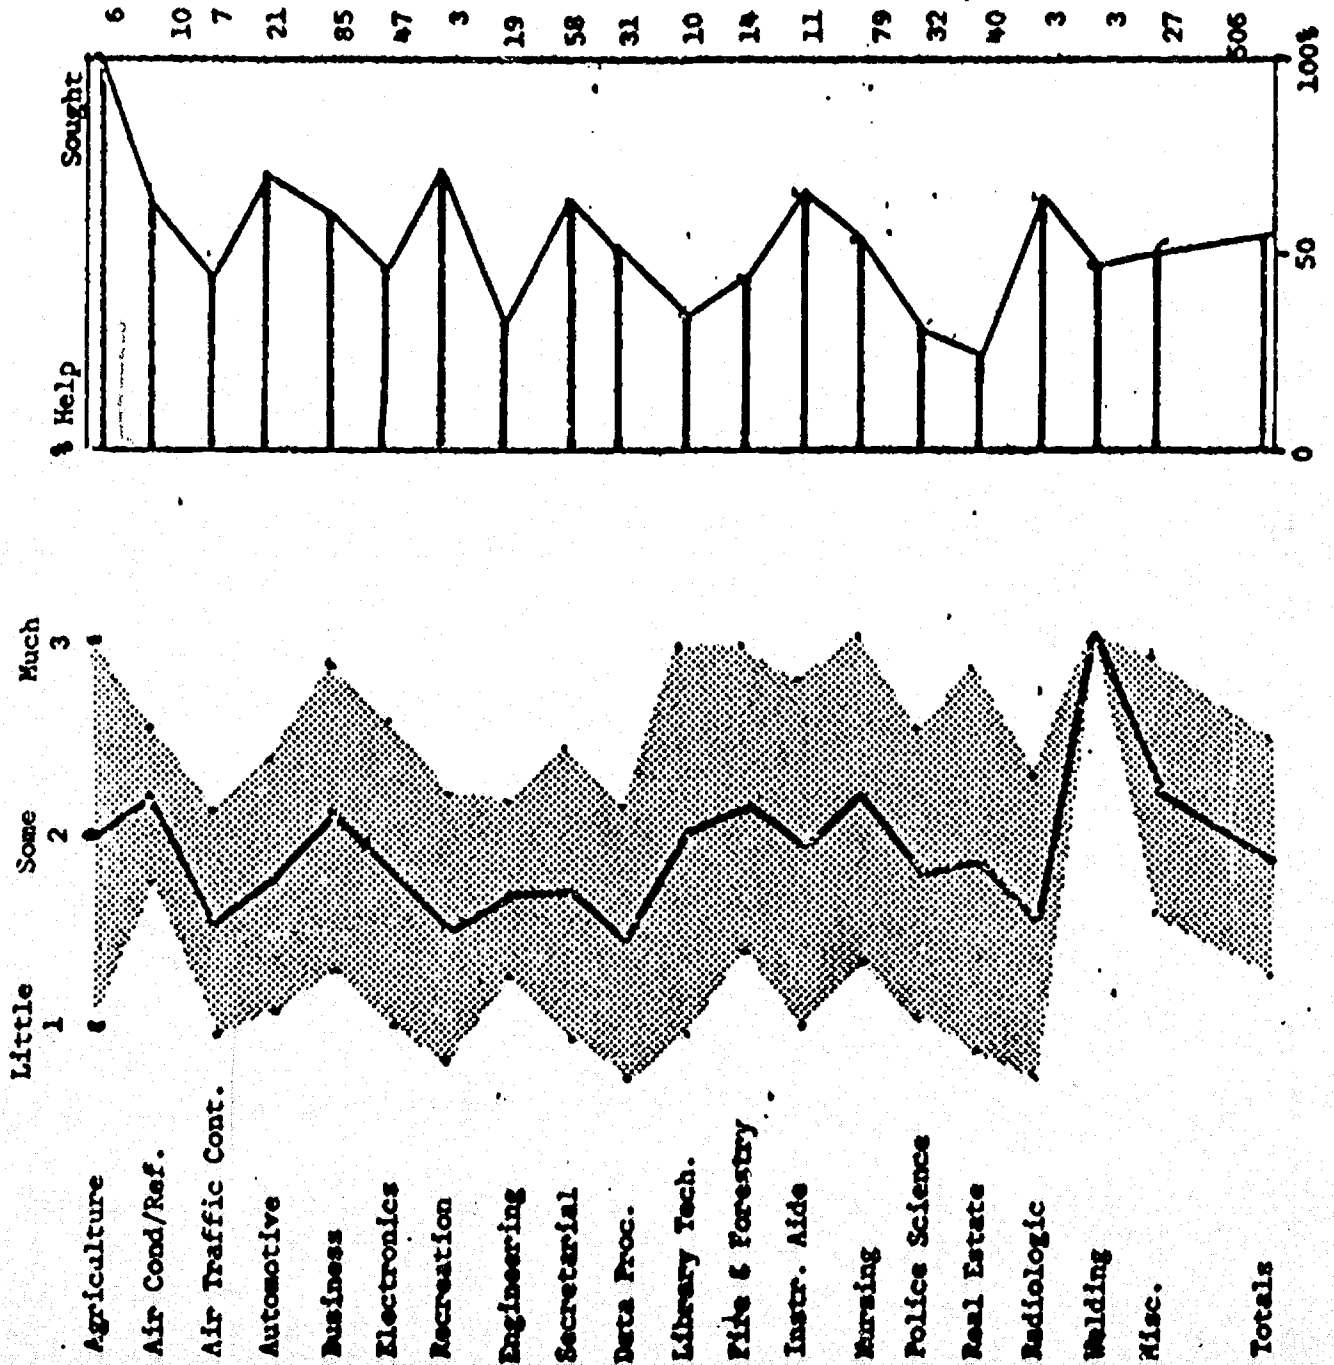 Little Some Much % Help Sought
1 2 3
Agriculture 6
Air Cond/Ref. 10
Air Traffic Cont. 7
Automotive 21
Business 85
Electronics 47
Recreation 3
Engineering 19
Secretarial 58
Data Proc. 31
Library Tech. 10
Fire & Forestry 14
Instr. Aide 11
Nursing 79
Police Science 32
Real Estate 40
Radiologic 3
Welding 3
Misc. 27
Totals 506
0 50 100%